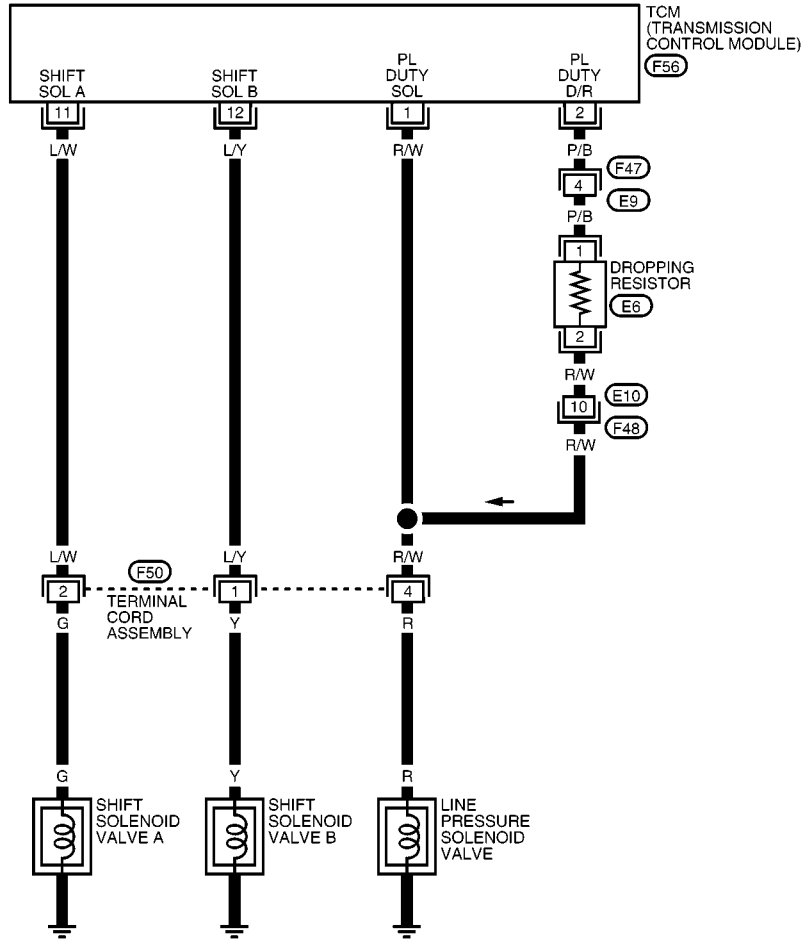 TCM
(TRANSMISSION
CONTROL MODULE)
F56
SHIFT
SOL A
SHIFT
SOL B
PL
DUTY
SOL
PL
DUTY
D/R
11
12
1
2
L/W
L/Y
R/W
P/B
F47
4
E9
P/B
1
DROPPING
RESISTOR
E6
2
R/W
E10
10
F48
R/W
L/W
L/Y
R/W
F50
2
1
4
TERMINAL
CORD
ASSEMBLY
G
Y
R
G
Y
R
SHIFT
SOLENOID
VALVE A
SHIFT
SOLENOID
VALVE B
LINE
PRESSURE
SOLENOID
VALVE